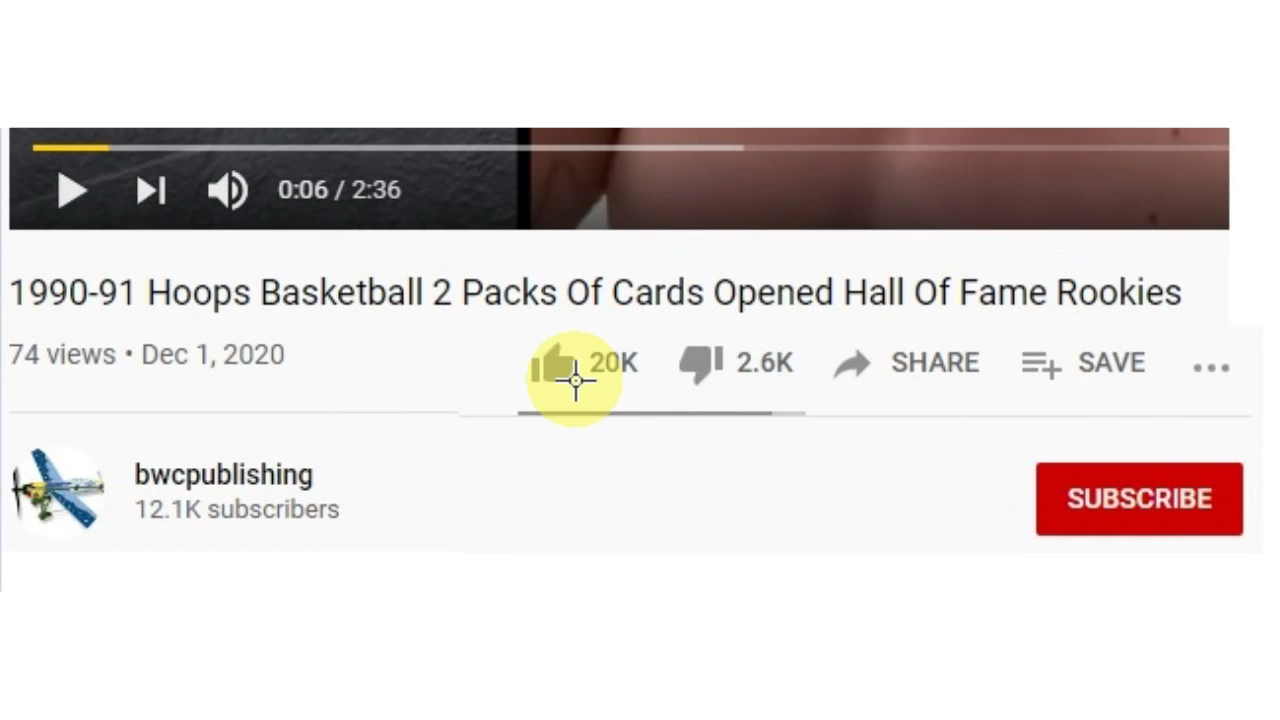 0:06 / 2:36
1990-91 Hoops Basketball 2 Packs Of Cards Opened Hall Of Fame Rookies
74 views • Dec 1, 2020
20K 2.6K SHARE SAVE
bwcpublishing
12.1K subscribers
SUBSCRIBE